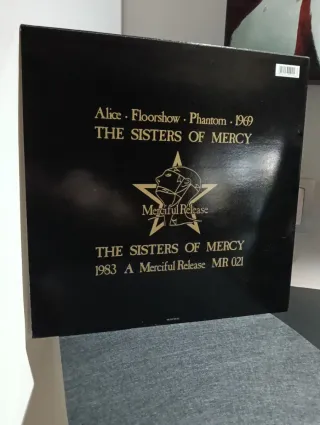 Alice · Floorshow · Phantom · 1969
THE SISTERS OF MERCY
Merciful Release
THE SISTERS OF MERCY
1983 A Merciful Release MR 021